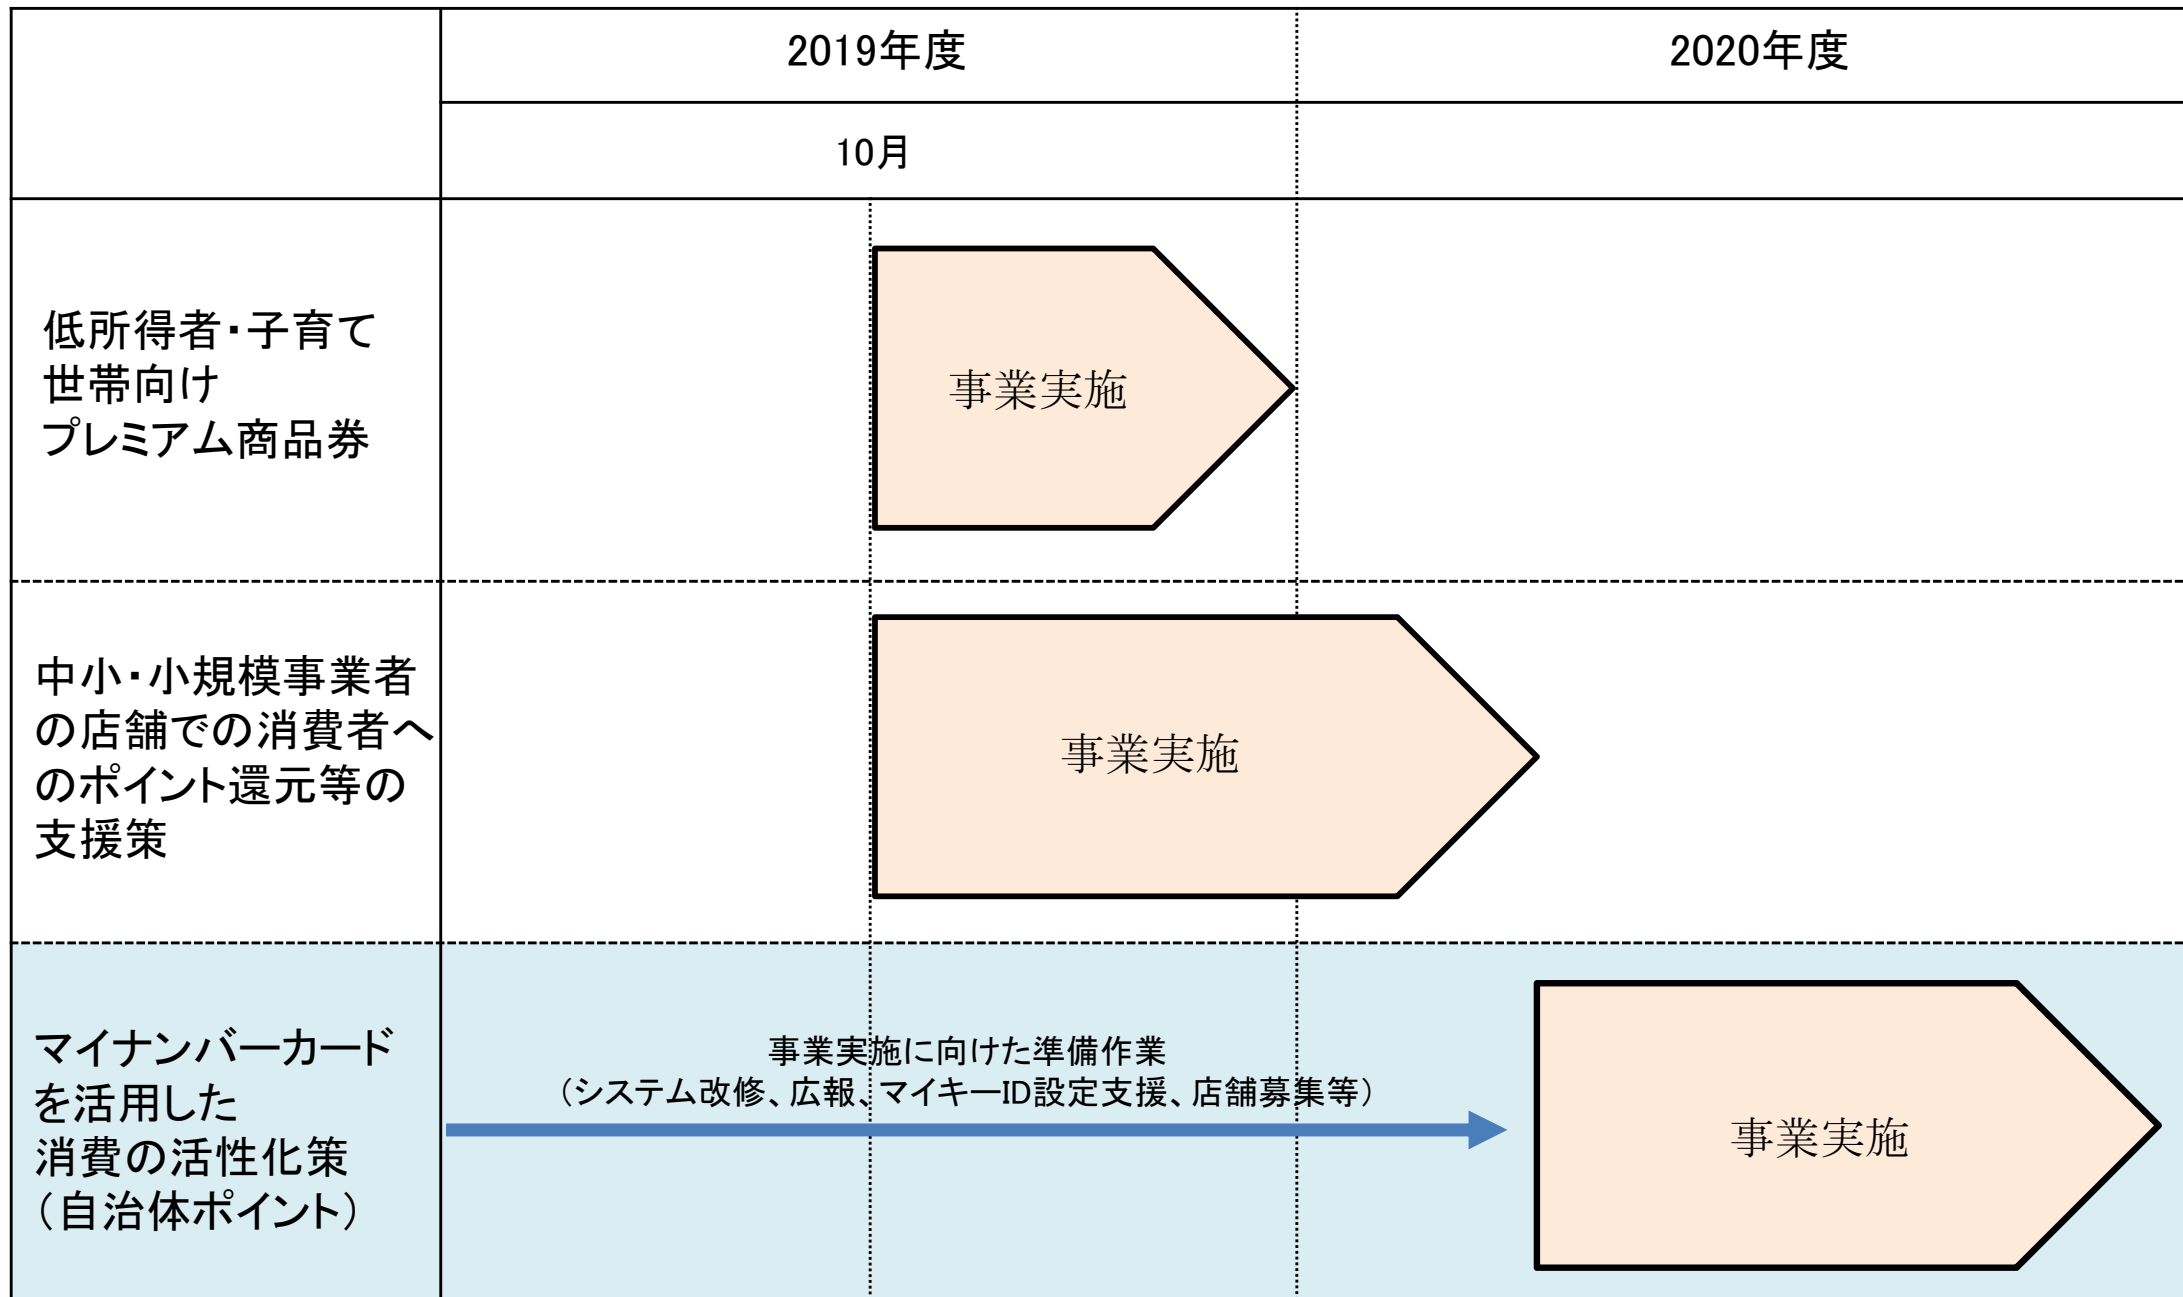 2019年度
2020年度
10月
低所得者・子育て
世帯向け
プレミアム商品券
事業実施
中小・小規模事業者
の店舗での消費者へ
のポイント還元等の
支援策
事業実施
マイナンバーカード
を活用した
消費の活性化策
（自治体ポイント）
事業実施に向けた準備作業
（システム改修、広報、マイキーID設定支援、店舗募集等）
事業実施